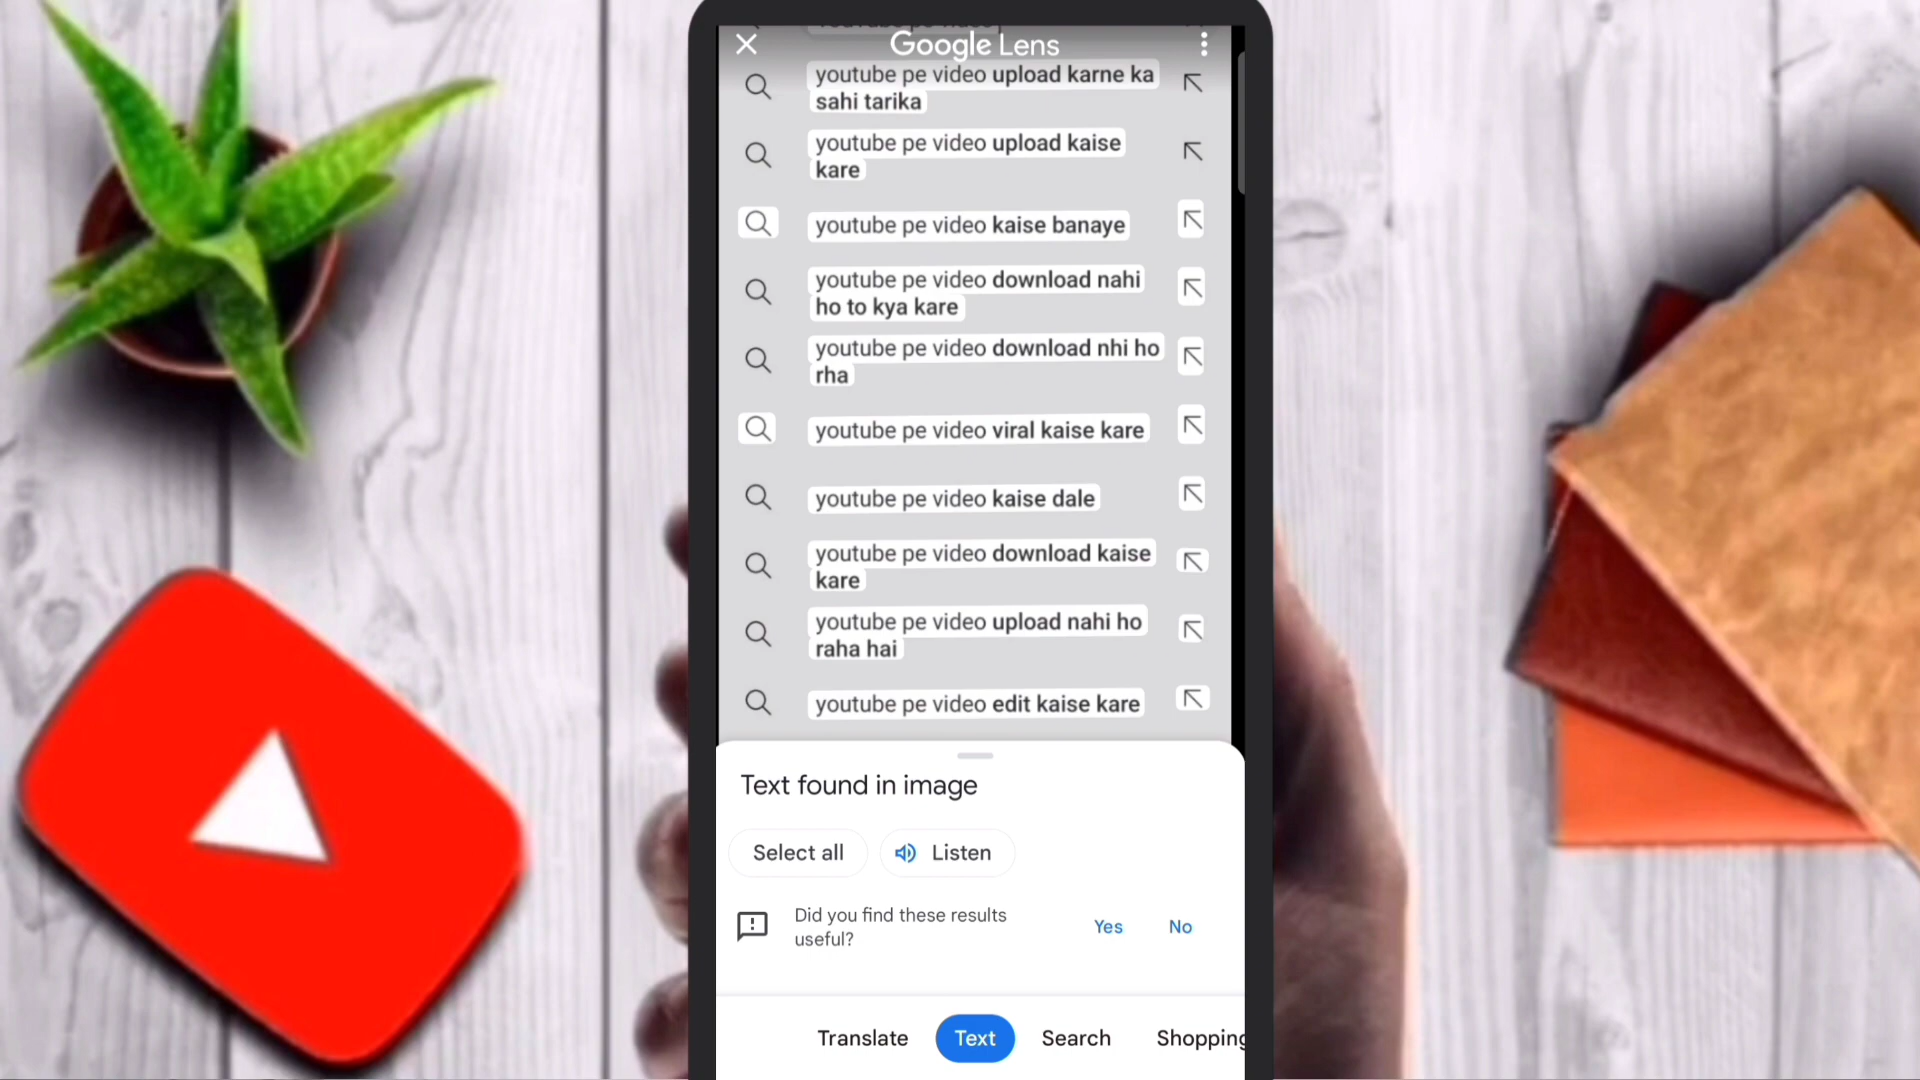 Google Lens
youtube pe video upload karne ka
sahi tarika
youtube pe video upload kaise
kare
youtube pe video kaise banaye
youtube pe video download nahi
ho to kya kare
youtube pe video download nhi ho
rha
youtube pe video viral kaise kare
youtube pe video kaise dale
youtube pe video download kaise
kare
youtube pe video upload nahi ho
raha hai
youtube pe video edit kaise kare
Text found in image
Select all Listen
Did you find these results
useful?
Yes No
Translate Text Search Shopping